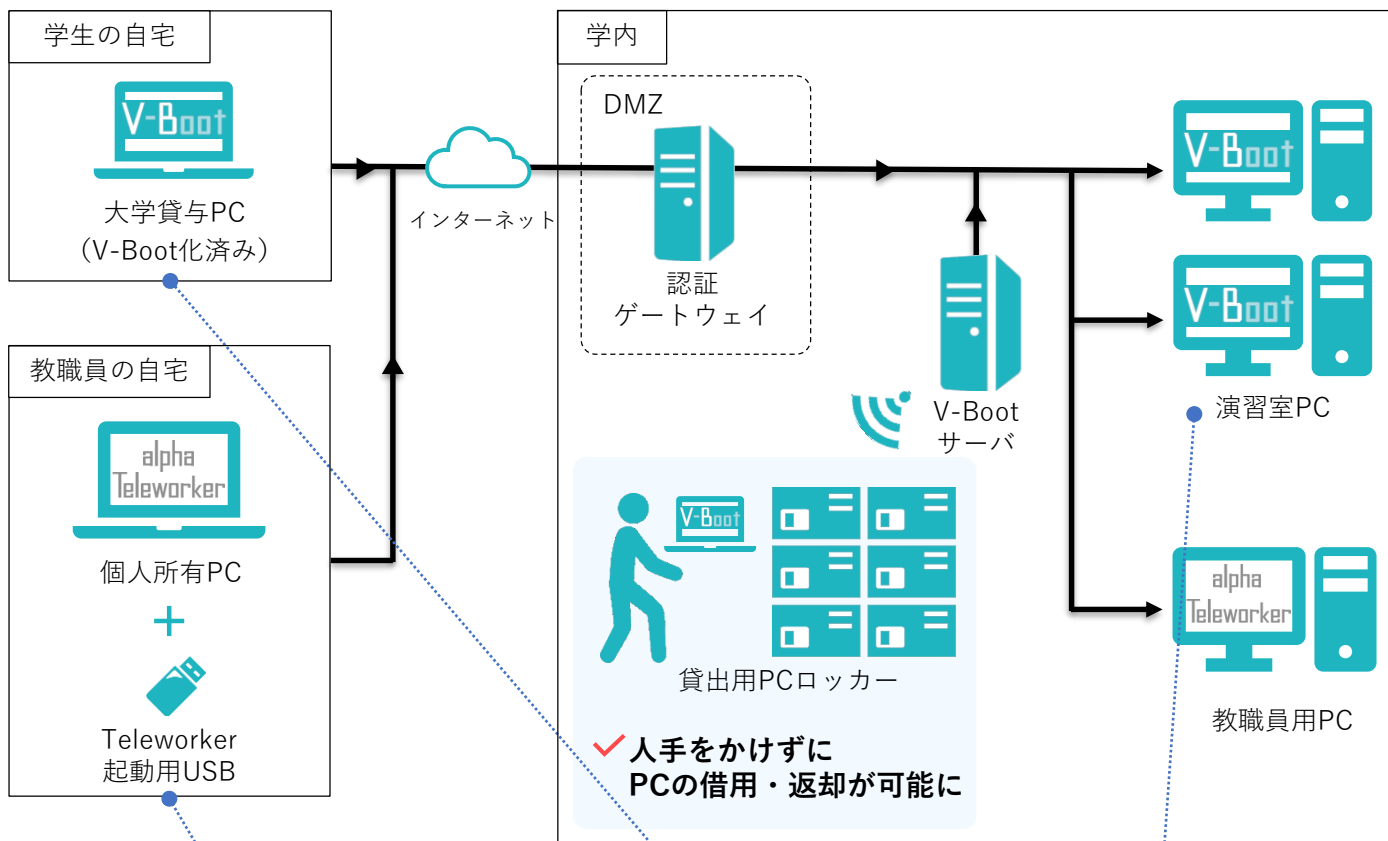 学生の自宅
V-Boot
大学貸与PC
（V-Boot化済み）
教職員の自宅
alpha
Teleworker
個人所有PC
+
Teleworker
起動用USB
インターネット
学内
DMZ
認証
ゲートウェイ
V-Boot
サーバ
V-Boot
V-Boot
演習室PC
alpha
Teleworker
教職員用PC
V-Boot
貸出用PCロッカー
人手をかけずに
PCの借用・返却が可能に